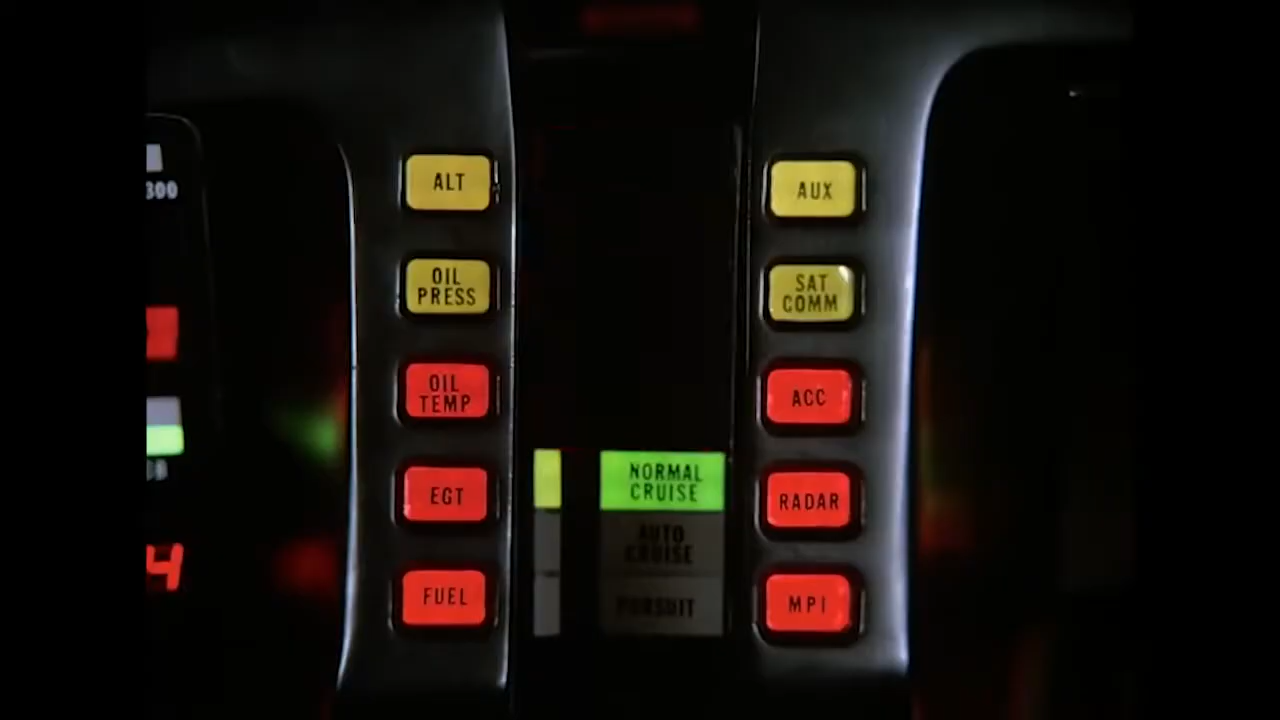 300
ALT
OIL
PRESS
OIL
TEMP
EGT
FUEL
4
NORMAL
CRUISE
AUTO
CRUISE
PURSUIT
AUX
SAT
COMM
ACC
RADAR
MPI